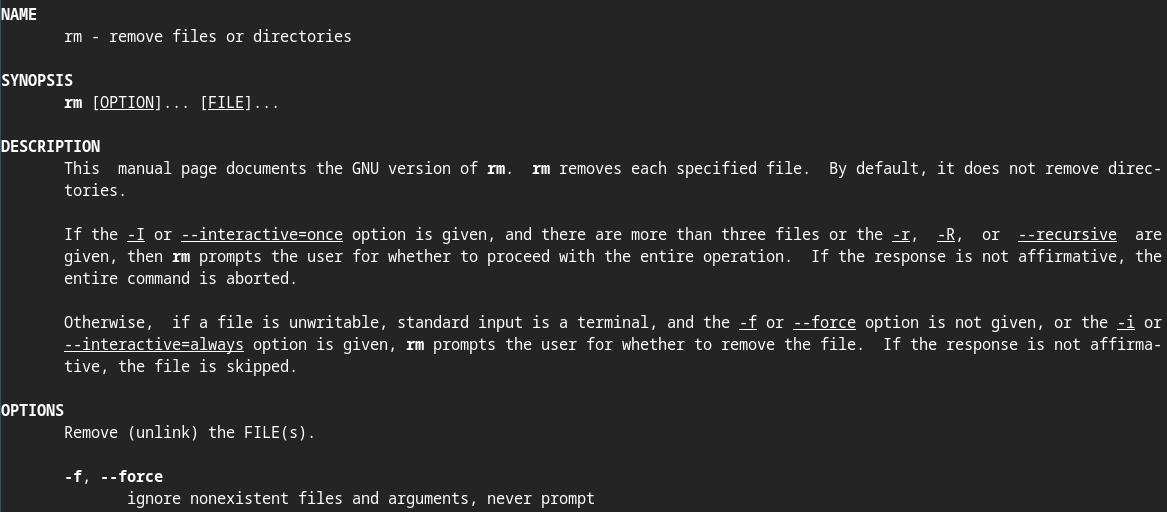 NAME
rm - remove files or directories
SYNOPSIS
rm [OPTION]... [FILE]...
DESCRIPTION
This  manual page documents the GNU version of rm.  rm removes each specified file.  By default, it does not remove direc-
tories.
If the -I or --interactive=once option is given, and there are more than three files or the -r,  -R,  or  --recursive  are
given, then rm prompts the user for whether to proceed with the entire operation.  If the response is not affirmative, the
entire command is aborted.
Otherwise,  if a file is unwritable, standard input is a terminal, and the -f or --force option is not given, or the -i or
--interactive=always option is given, rm prompts the user for whether to remove the file.  If the response is not affirma-
tive, the file is skipped.
OPTIONS
Remove (unlink) the FILE(s).
-f, --force
ignore nonexistent files and arguments, never prompt